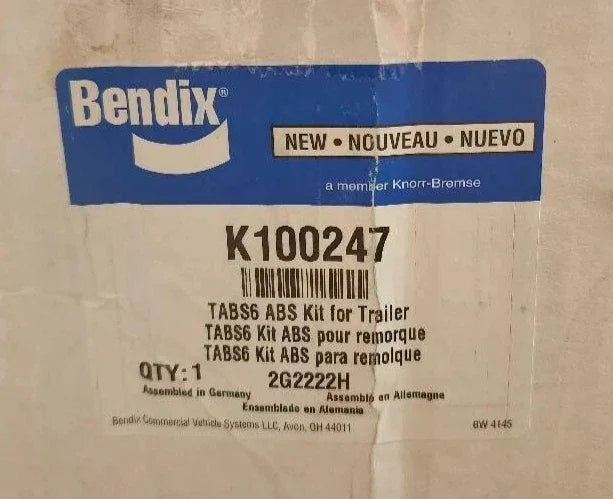 Bendix®
NEW • NOUVEAU • NUEVO
a member Knorr-Bremse
K100247
TABS6 ABS Kit for Trailer
TABS6 Kit ABS pour remorque
TABS6 Kit ABS para remolque
QTY: 1 2G2222H
Assembled in Germany Assemblé en Allemagne
Ensemblado en Alemania
Bendix Commercial Vehicle Systems LLC, Avon, OH 44011 BW 4145